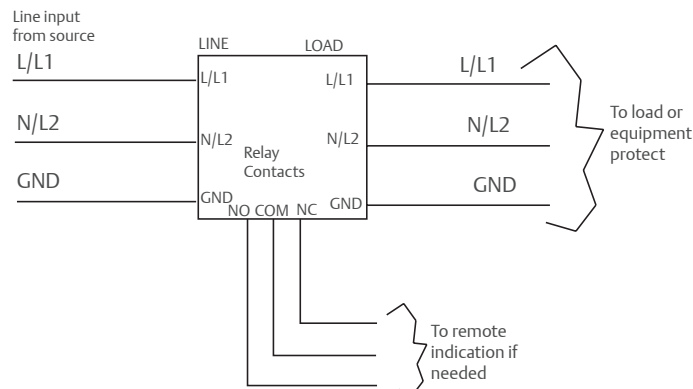 Line input
from source
LINE
LOAD
L/L1
L/L1
L/L1
L/L1
N/L2
N/L2
N/L2
N/L2
To load or
equipment
protect
Relay
Contacts
GND
GND
GND
GND
NO COM NC
To remote
indication if
needed